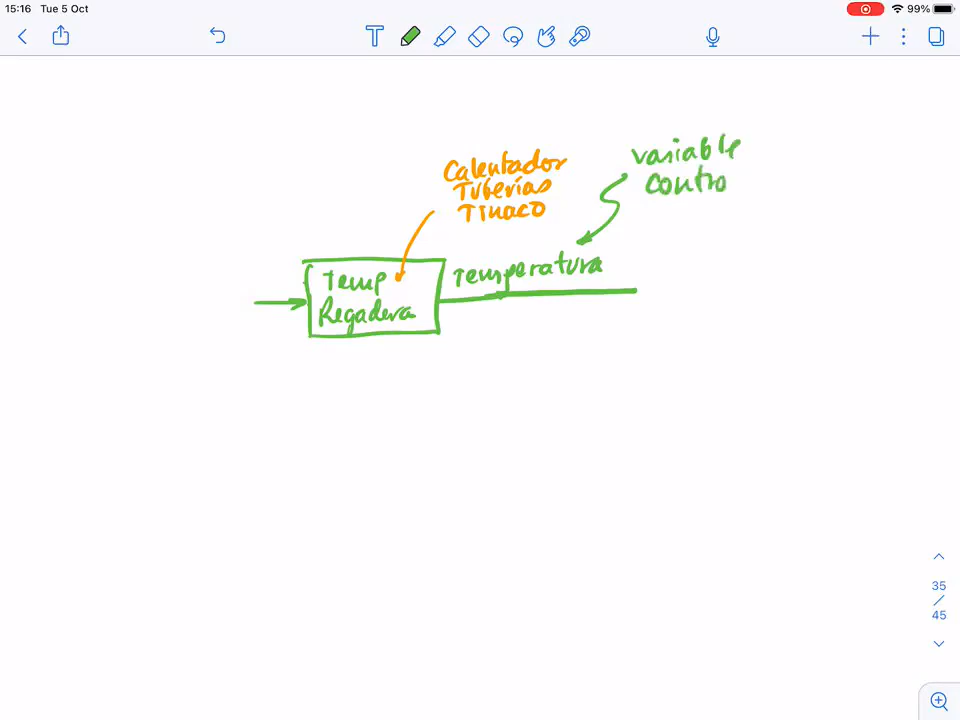 15:16 Tue 5 Oct
99%
Calentador
Tuberías
Tinaco
variable
contro
Temperatura
Temp
Regadera
35
/
45